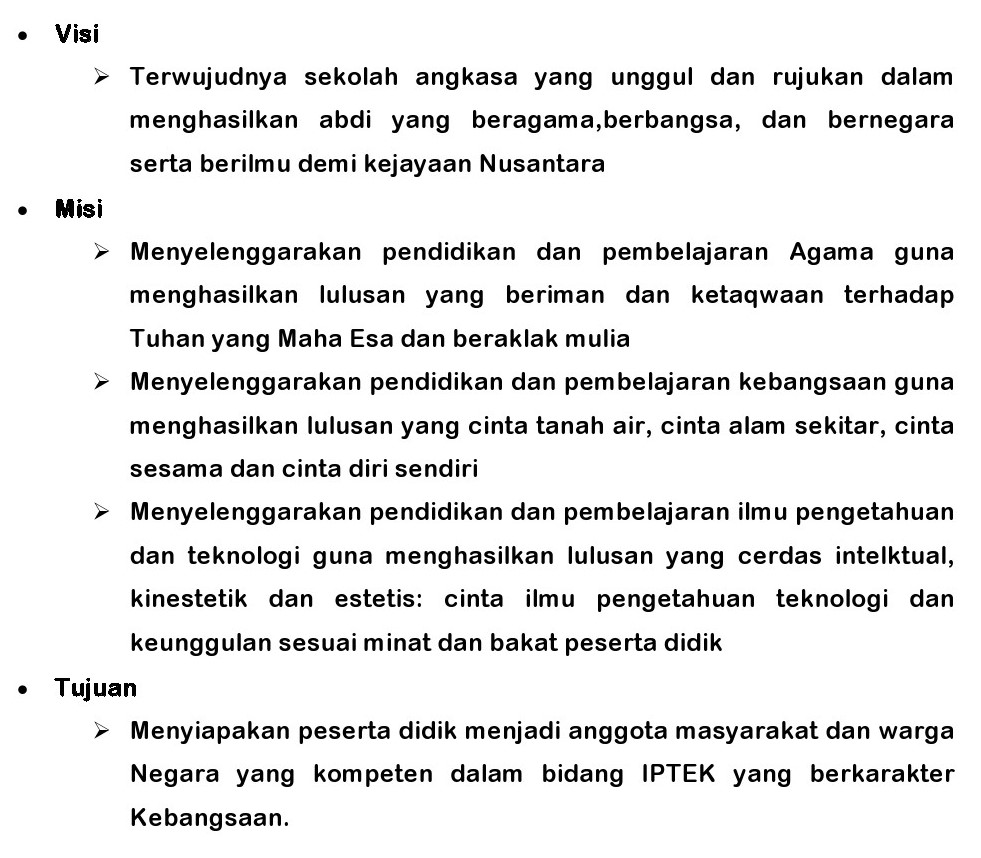 • Visi
➢ Terwujudnya sekolah angkasa yang unggul dan rujukan dalam
menghasilkan abdi yang beragama,berbangsa, dan bernegara
serta berilmu demi kejayaan Nusantara
• Misi
➢ Menyelenggarakan pendidikan dan pembelajaran Agama guna
menghasilkan lulusan yang beriman dan ketaqwaan terhadap
Tuhan yang Maha Esa dan beraklak mulia
➢ Menyelenggarakan pendidikan dan pembelajaran kebangsaan guna
menghasilkan lulusan yang cinta tanah air, cinta alam sekitar, cinta
sesama dan cinta diri sendiri
➢ Menyelenggarakan pendidikan dan pembelajaran ilmu pengetahuan
dan teknologi guna menghasilkan lulusan yang cerdas intelktual,
kinestetik dan estetis: cinta ilmu pengetahuan teknologi dan
keunggulan sesuai minat dan bakat peserta didik
• Tujuan
➢ Menyiapakan peserta didik menjadi anggota masyarakat dan warga
Negara yang kompeten dalam bidang IPTEK yang berkarakter
Kebangsaan.